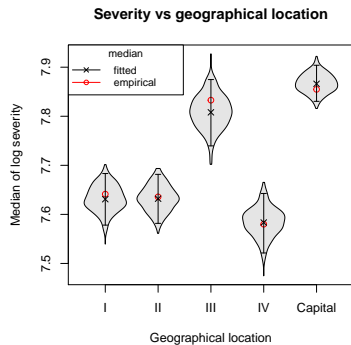 Severity vs geographical location
median
fitted
empirical
Median of log severity
7.9
7.8
7.7
7.6
7.5
I II III IV Capital
Geographical location